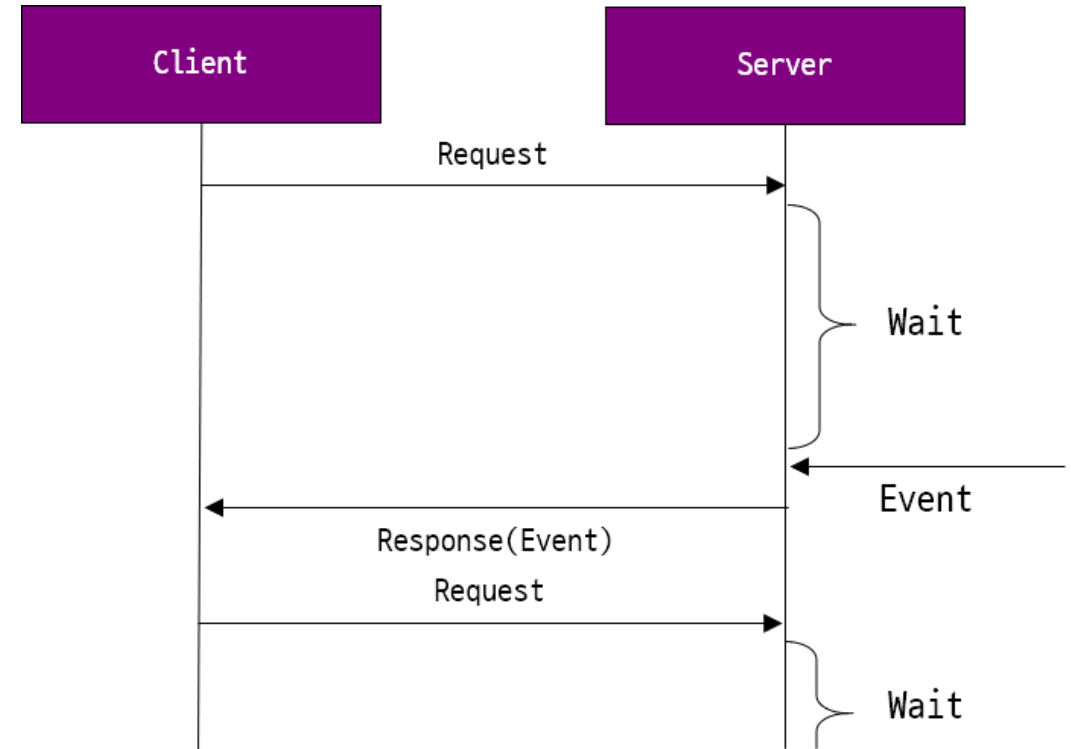 Client
Server
Request
Wait
Event
Response(Event)
Request
Wait